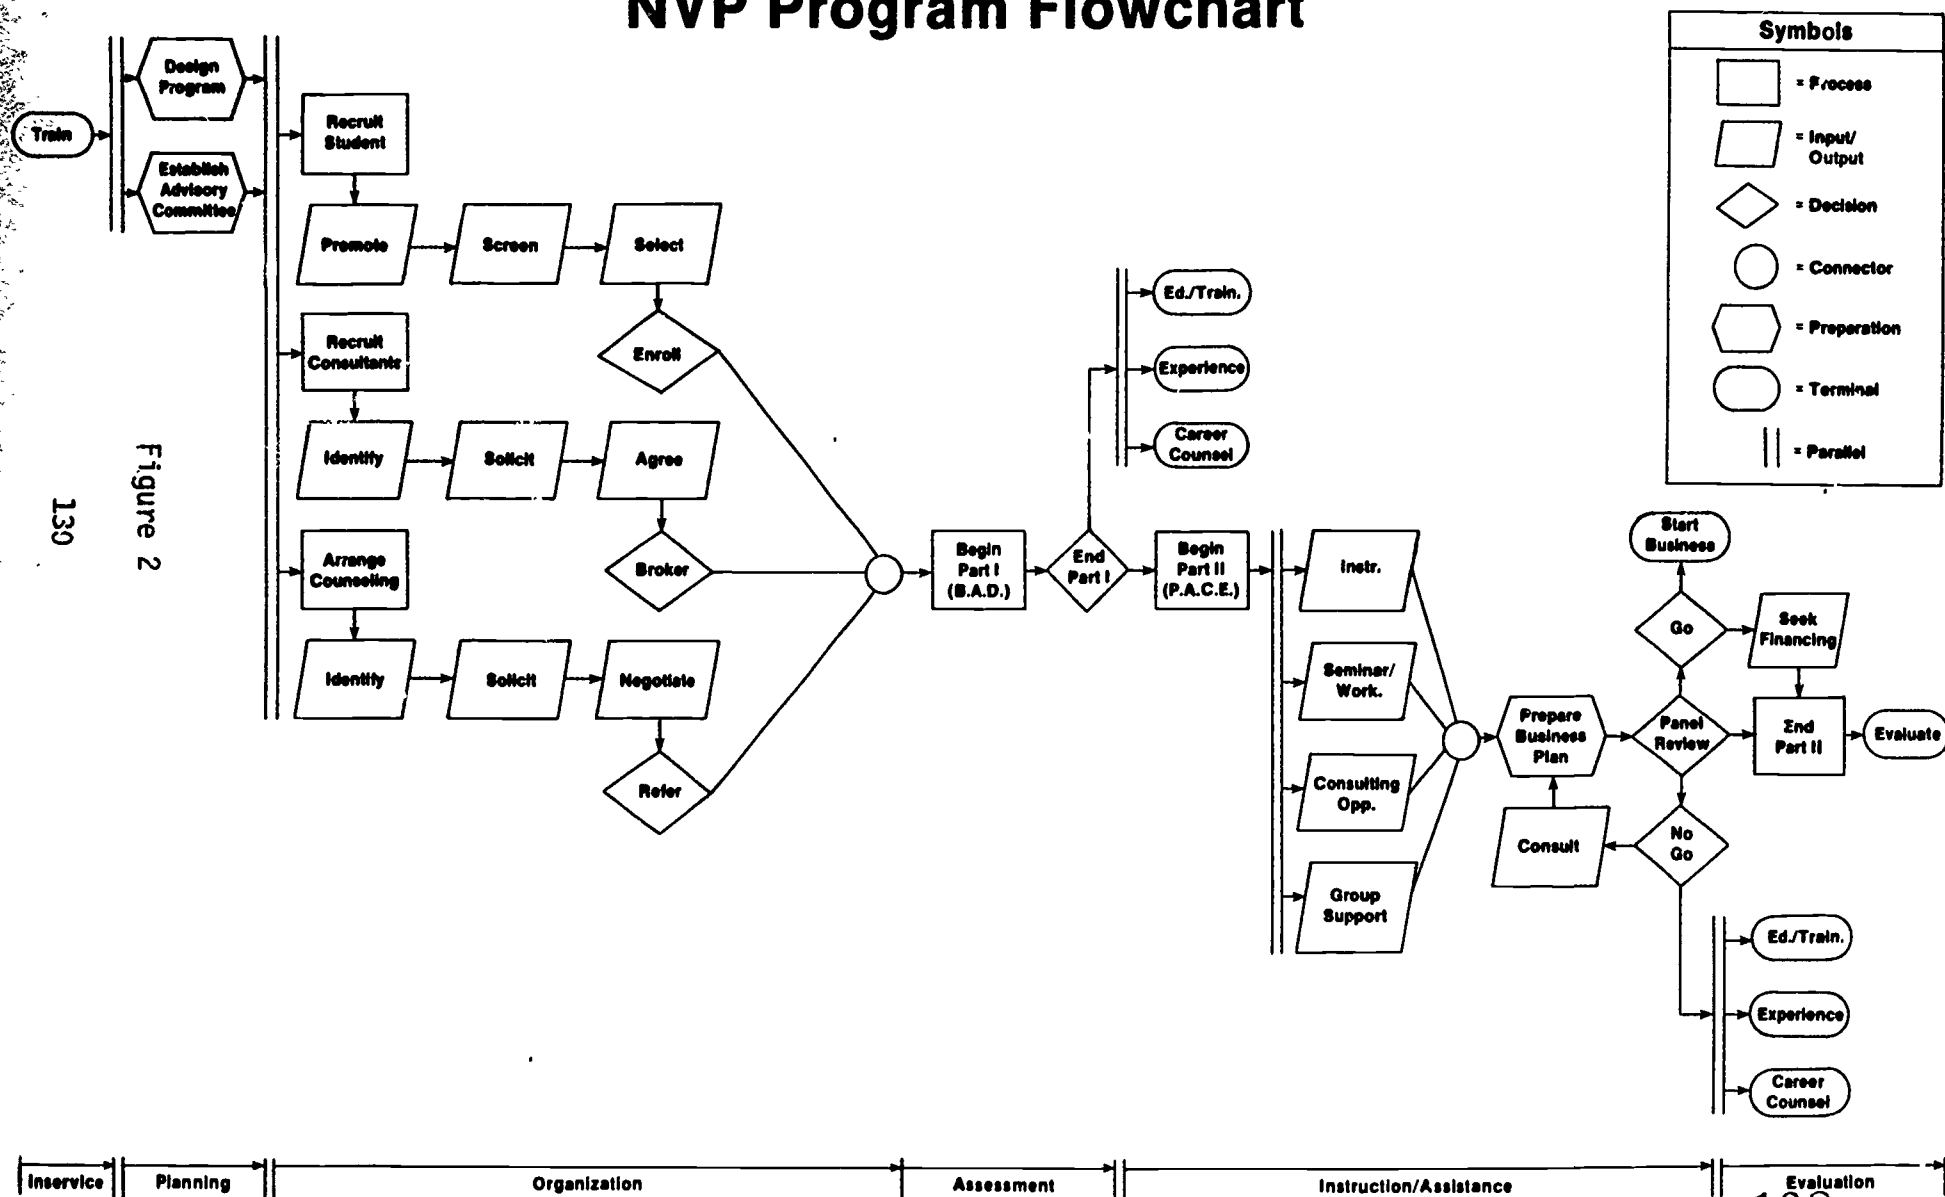 NVP Program Flowchart
Train
Design
Program
Establish
Advisory
Committee
Recruit
Student
Promote
Screen
Select
Enroll
Recruit
Consultants
Identify
Solicit
Agree
Broker
Arrange
Counseling
Identify
Solicit
Negotiate
Refer
Begin
Part I
(B.A.D.)
End
Part I
Ed./Train.
Experience
Career
Counsel
Begin
Part II
(P.A.C.E.)
Instr.
Seminar/
Work.
Consulting
Opp.
Group
Support
Prepare
Business
Plan
Consult
Panel
Review
Go
No
Go
Start
Business
Seek
Financing
End
Part II
Evaluate
Ed./Train.
Experience
Career
Counsel
Symbols
= Process
= Input/
Output
= Decision
= Connector
= Preparation
= Terminal
= Parallel
Figure 2
130
Inservice
Planning
Organization
Assessment
Instruction/Assistance
Evaluation